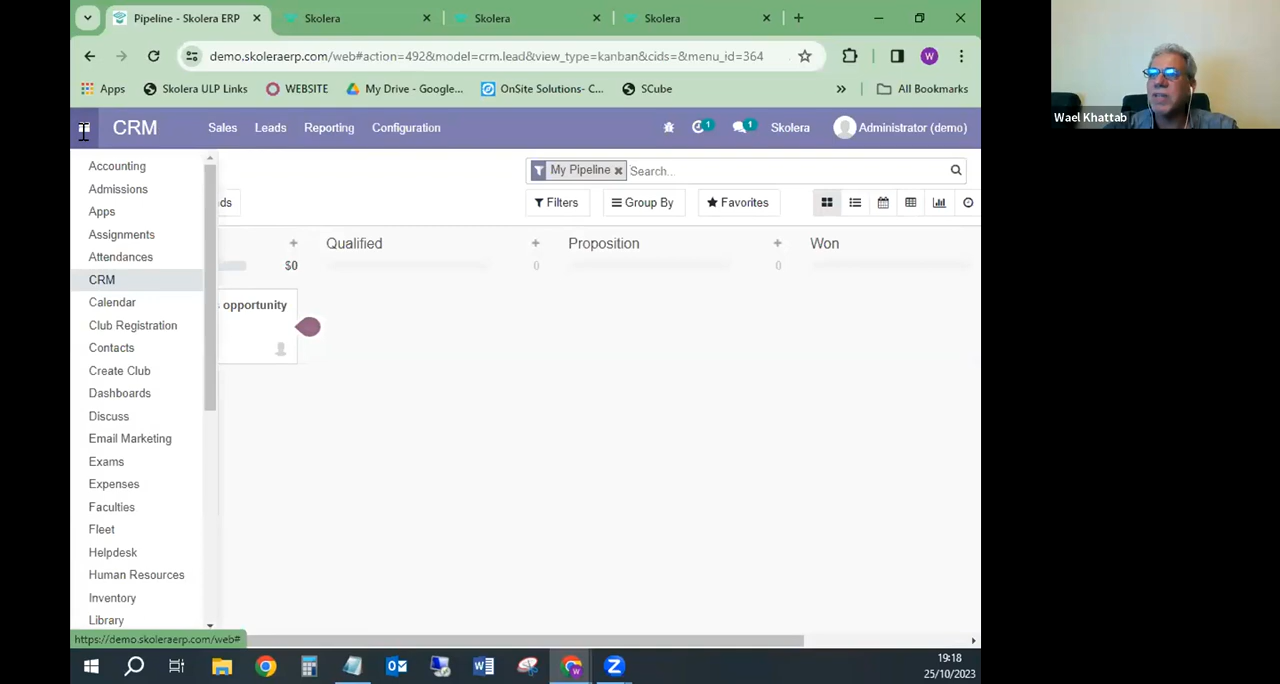 Pipeline - Skolera ERP
Skolera
Skolera
Skolera
demo.skoleraerp.com/web#action=492&model=crm.lead&view_type=kanban&cids=&menu_id=364
W
Apps
Skolera ULP Links
WEBSITE
My Drive - Google...
OnSite Solutions- C...
SCube
All Bookmarks
Wael Khattab
CRM
Sales
Leads
Reporting
Configuration
1
1
Skolera
Administrator (demo)
Accounting
My Pipeline
Search...
Admissions
ds
Filters
Group By
Favorites
Apps
Assignments
Qualified
Proposition
Won
Attendances
$0
0
0
CRM
Calendar
opportunity
Club Registration
Contacts
Create Club
Dashboards
Discuss
Email Marketing
Exams
Expenses
Faculties
Fleet
Helpdesk
Human Resources
Inventory
Library
https://demo.skoleraerp.com/web#
19:18
25/10/2023